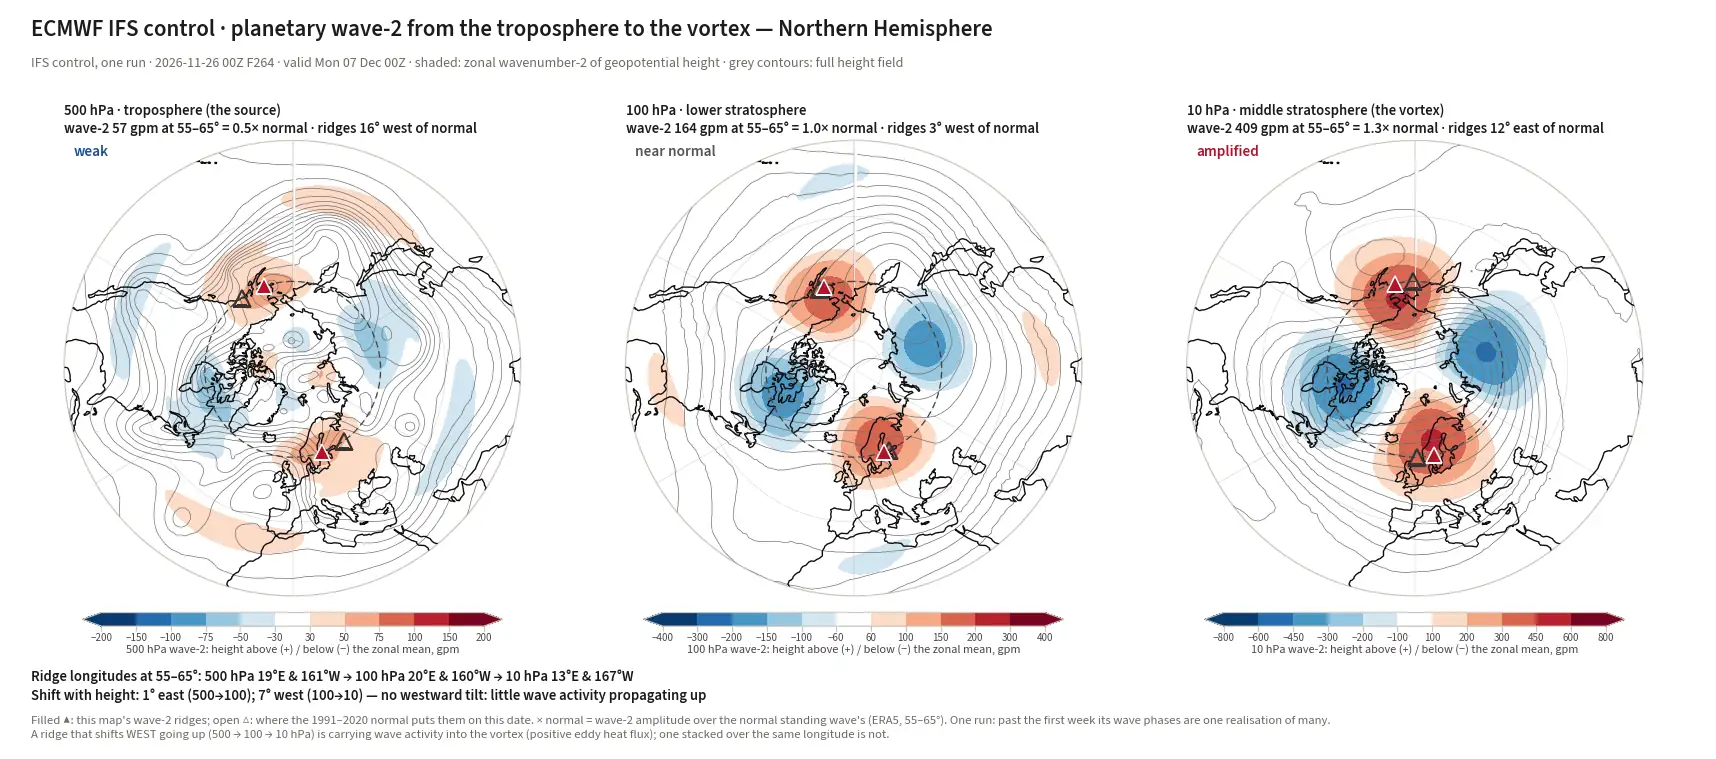 ECMWF IFS control · planetary wave-2 from the troposphere to the vortex — Northern Hemisphere
IFS control, one run · 2026-11-26 00Z F264 · valid Mon 07 Dec 00Z · shaded: zonal wavenumber-2 of geopotential height · grey contours: full height field
500 hPa · troposphere (the source)
wave-2 57 gpm at 55–65° = 0.5× normal · ridges 16° west of normal
weak
100 hPa · lower stratosphere
wave-2 164 gpm at 55–65° = 1.0× normal · ridges 3° west of normal
near normal
10 hPa · middle stratosphere (the vortex)
wave-2 409 gpm at 55–65° = 1.3× normal · ridges 12° east of normal
amplified
−200 −150 −100 −75 −50 −30 30 50 75 100 150 200
500 hPa wave-2: height above (+) / below (−) the zonal mean, gpm
−400 −300 −200 −150 −100 −60 60 100 150 200 300 400
100 hPa wave-2: height above (+) / below (−) the zonal mean, gpm
−800 −600 −450 −300 −200 −100 100 200 300 450 600 800
10 hPa wave-2: height above (+) / below (−) the zonal mean, gpm
Ridge longitudes at 55–65°: 500 hPa 19°E & 161°W → 100 hPa 20°E & 160°W → 10 hPa 13°E & 167°W
Shift with height: 1° east (500→100); 7° west (100→10) — no westward tilt: little wave activity propagating up
Filled ▲: this map's wave-2 ridges; open △: where the 1991–2020 normal puts them on this date. × normal = wave-2 amplitude over the normal standing wave's (ERA5, 55–65°). One run: past the first week its wave phases are one realisation of many.
A ridge that shifts WEST going up (500 → 100 → 10 hPa) is carrying wave activity into the vortex (positive eddy heat flux); one stacked over the same longitude is not.